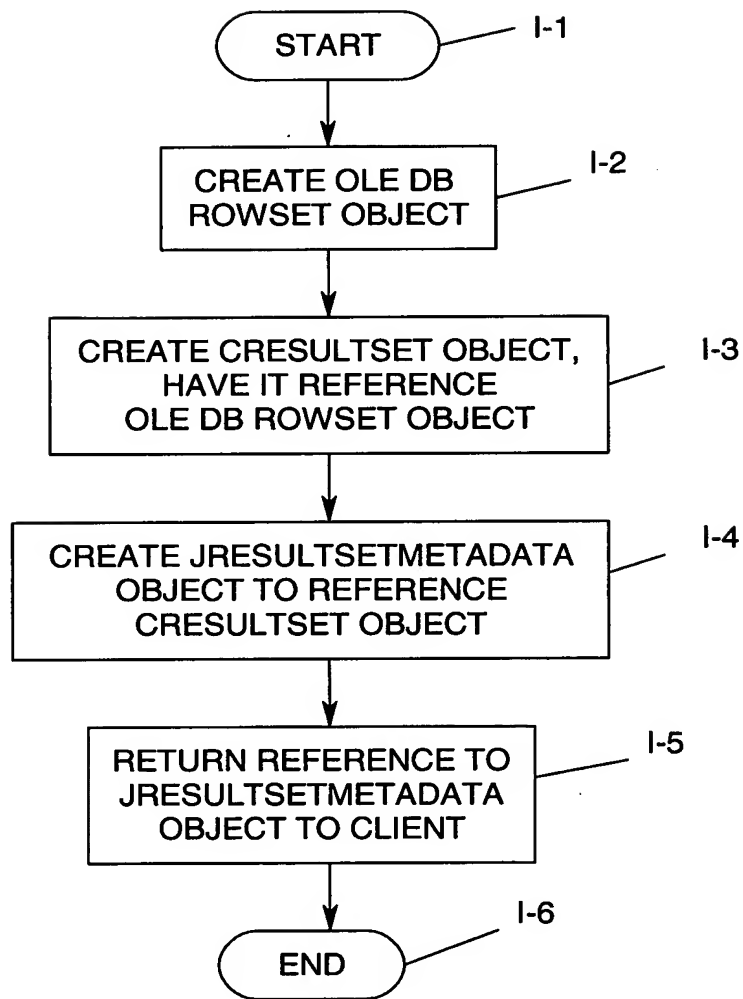 START
I-1
CREATE OLE DB
ROWSET OBJECT
I-2
CREATE CRESULTSET OBJECT,
HAVE IT REFERENCE
OLE DB ROWSET OBJECT
I-3
CREATE JRESULTSETMETADATA
OBJECT TO REFERENCE
CRESULTSET OBJECT
I-4
RETURN REFERENCE TO
JRESULTSETMETADATA
OBJECT TO CLIENT
I-5
END
I-6